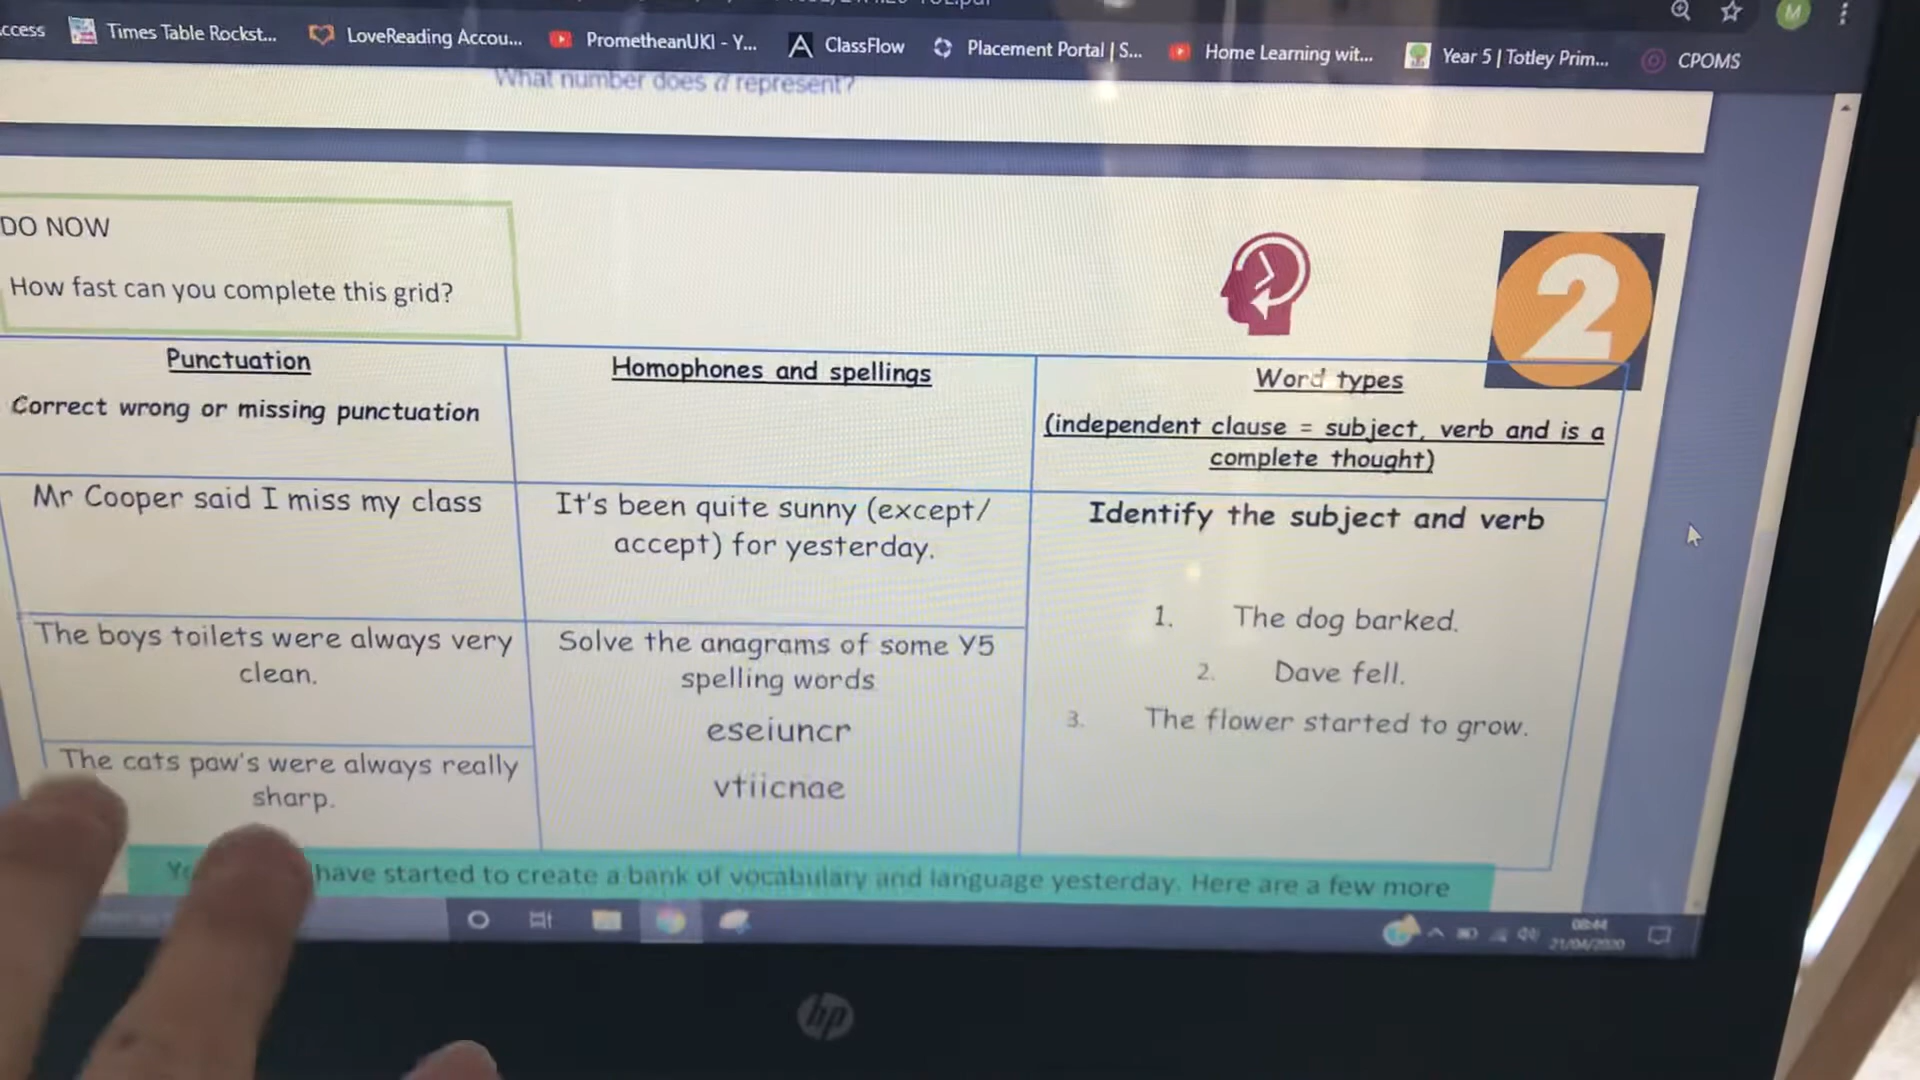 ccess Times Table Rockst... LoveReading Accou... PrometheanUKI - Y... ClassFlow Placement Portal | S... Home Learning wit... Year 5 | Totley Prim... CPOMS
M
What number does a represent?
DO NOW
How fast can you complete this grid?
2
Punctuation
Correct wrong or missing punctuation
Homophones and spellings
Word types
(independent clause = subject, verb and is a
complete thought)
Mr Cooper said I miss my class
It's been quite sunny (except/
accept) for yesterday.
Identify the subject and verb
1. The dog barked.
2. Dave fell.
3. The flower started to grow.
The boys toilets were always very
clean.
Solve the anagrams of some Y5
spelling words
eseiuncr
vtiicnae
The cats paw's were always really
sharp.
have started to create a bank of vocabulary and language yesterday. Here are a few more
08:44
21/04/2020
hp